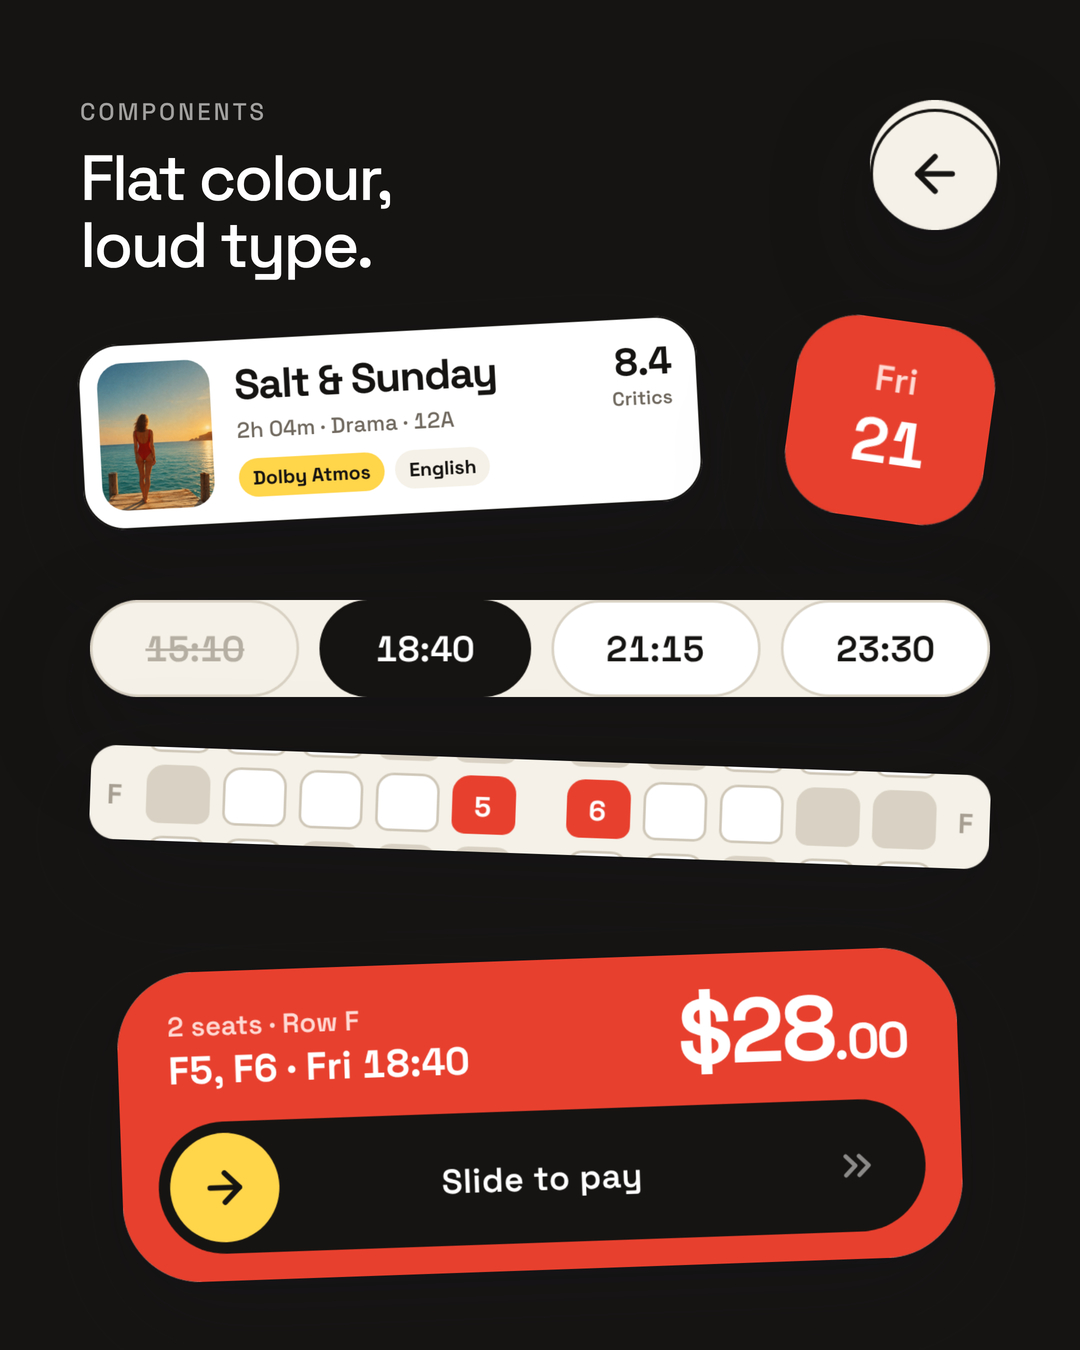 COMPONENTS
Flat colour,
loud type.
Salt & Sunday
2h 04m · Drama · 12A
Dolby Atmos
English
8.4
Critics
Fri
21
15:10
18:40
21:15
23:30
F
5
6
F
2 seats · Row F
F5, F6 · Fri 18:40
$28.00
Slide to pay